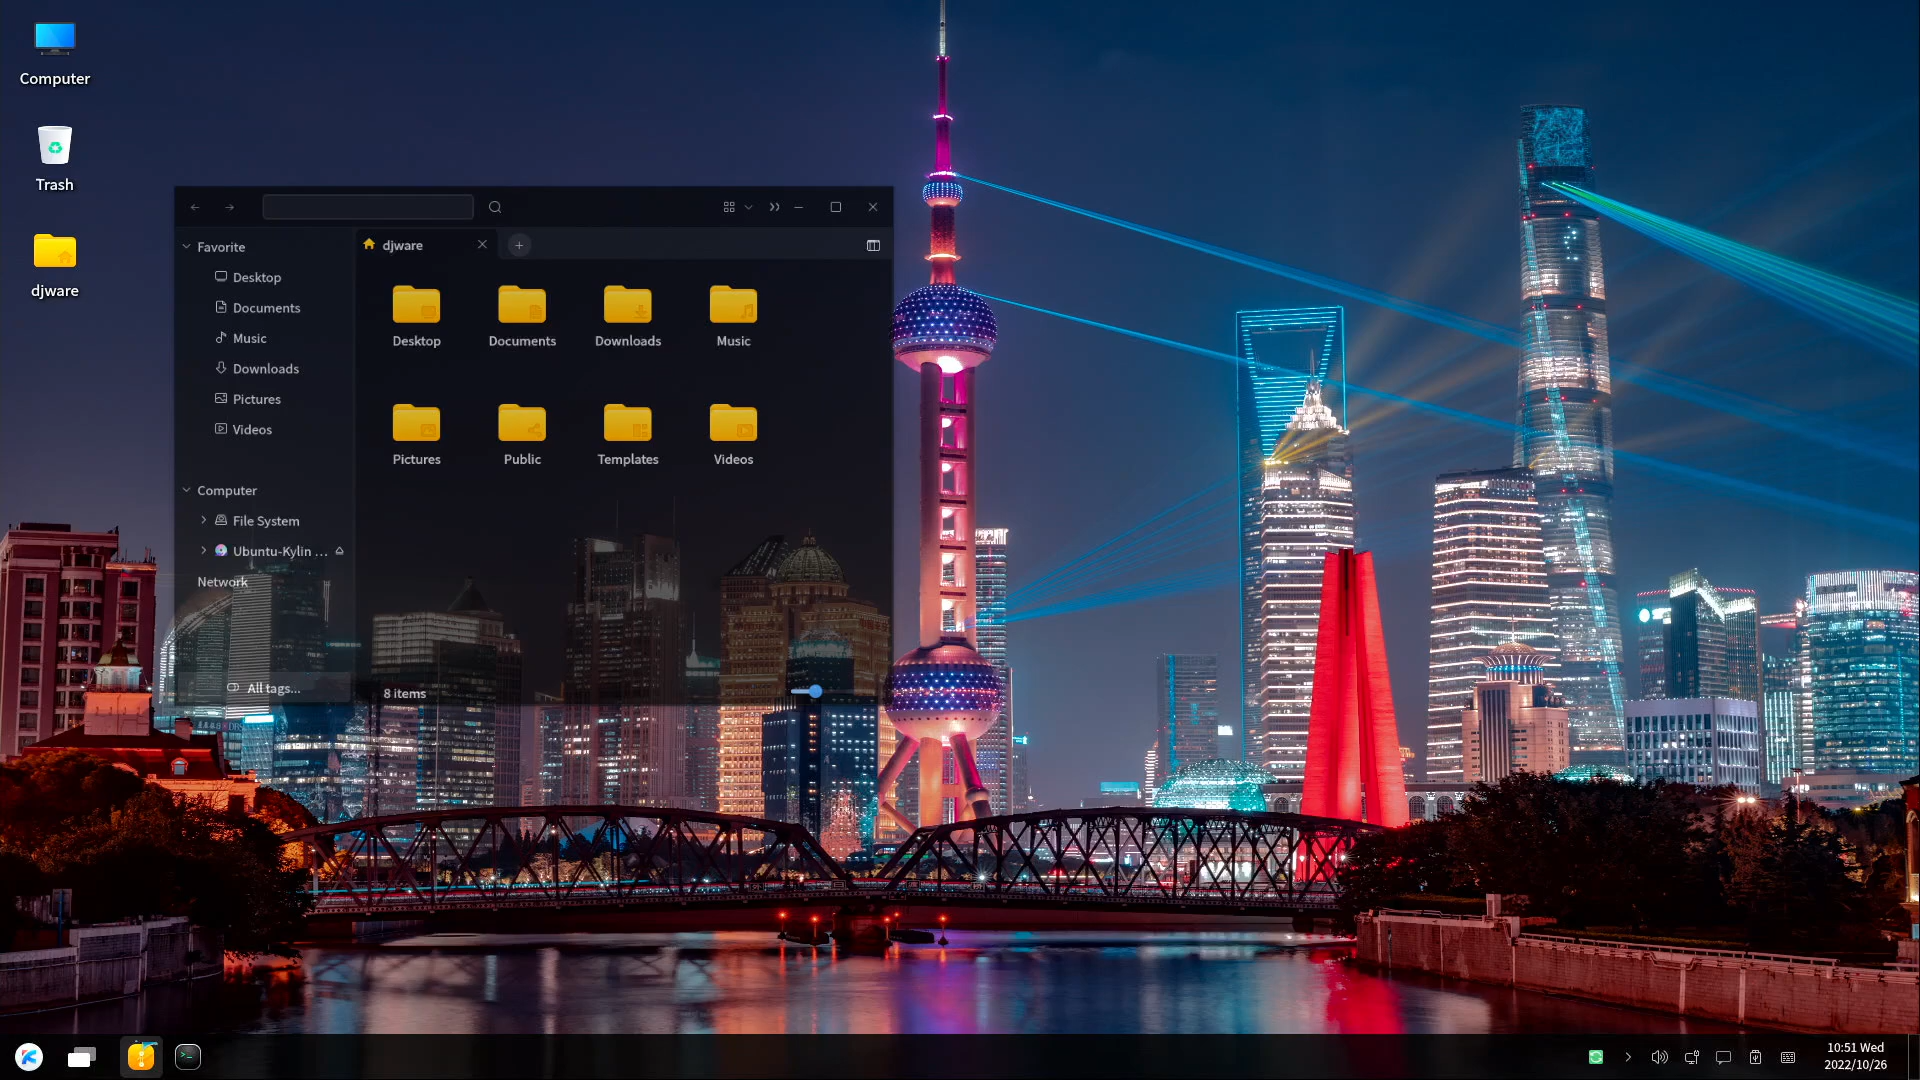 Computer
Trash
djware
Favorite
Desktop
Documents
Music
Downloads
Pictures
Videos
Computer
File System
Ubuntu-Kylin ...
Network
All tags...
djware
Desktop
Documents
Downloads
Music
Pictures
Public
Templates
Videos
8 items
10:51 Wed
2022/10/26